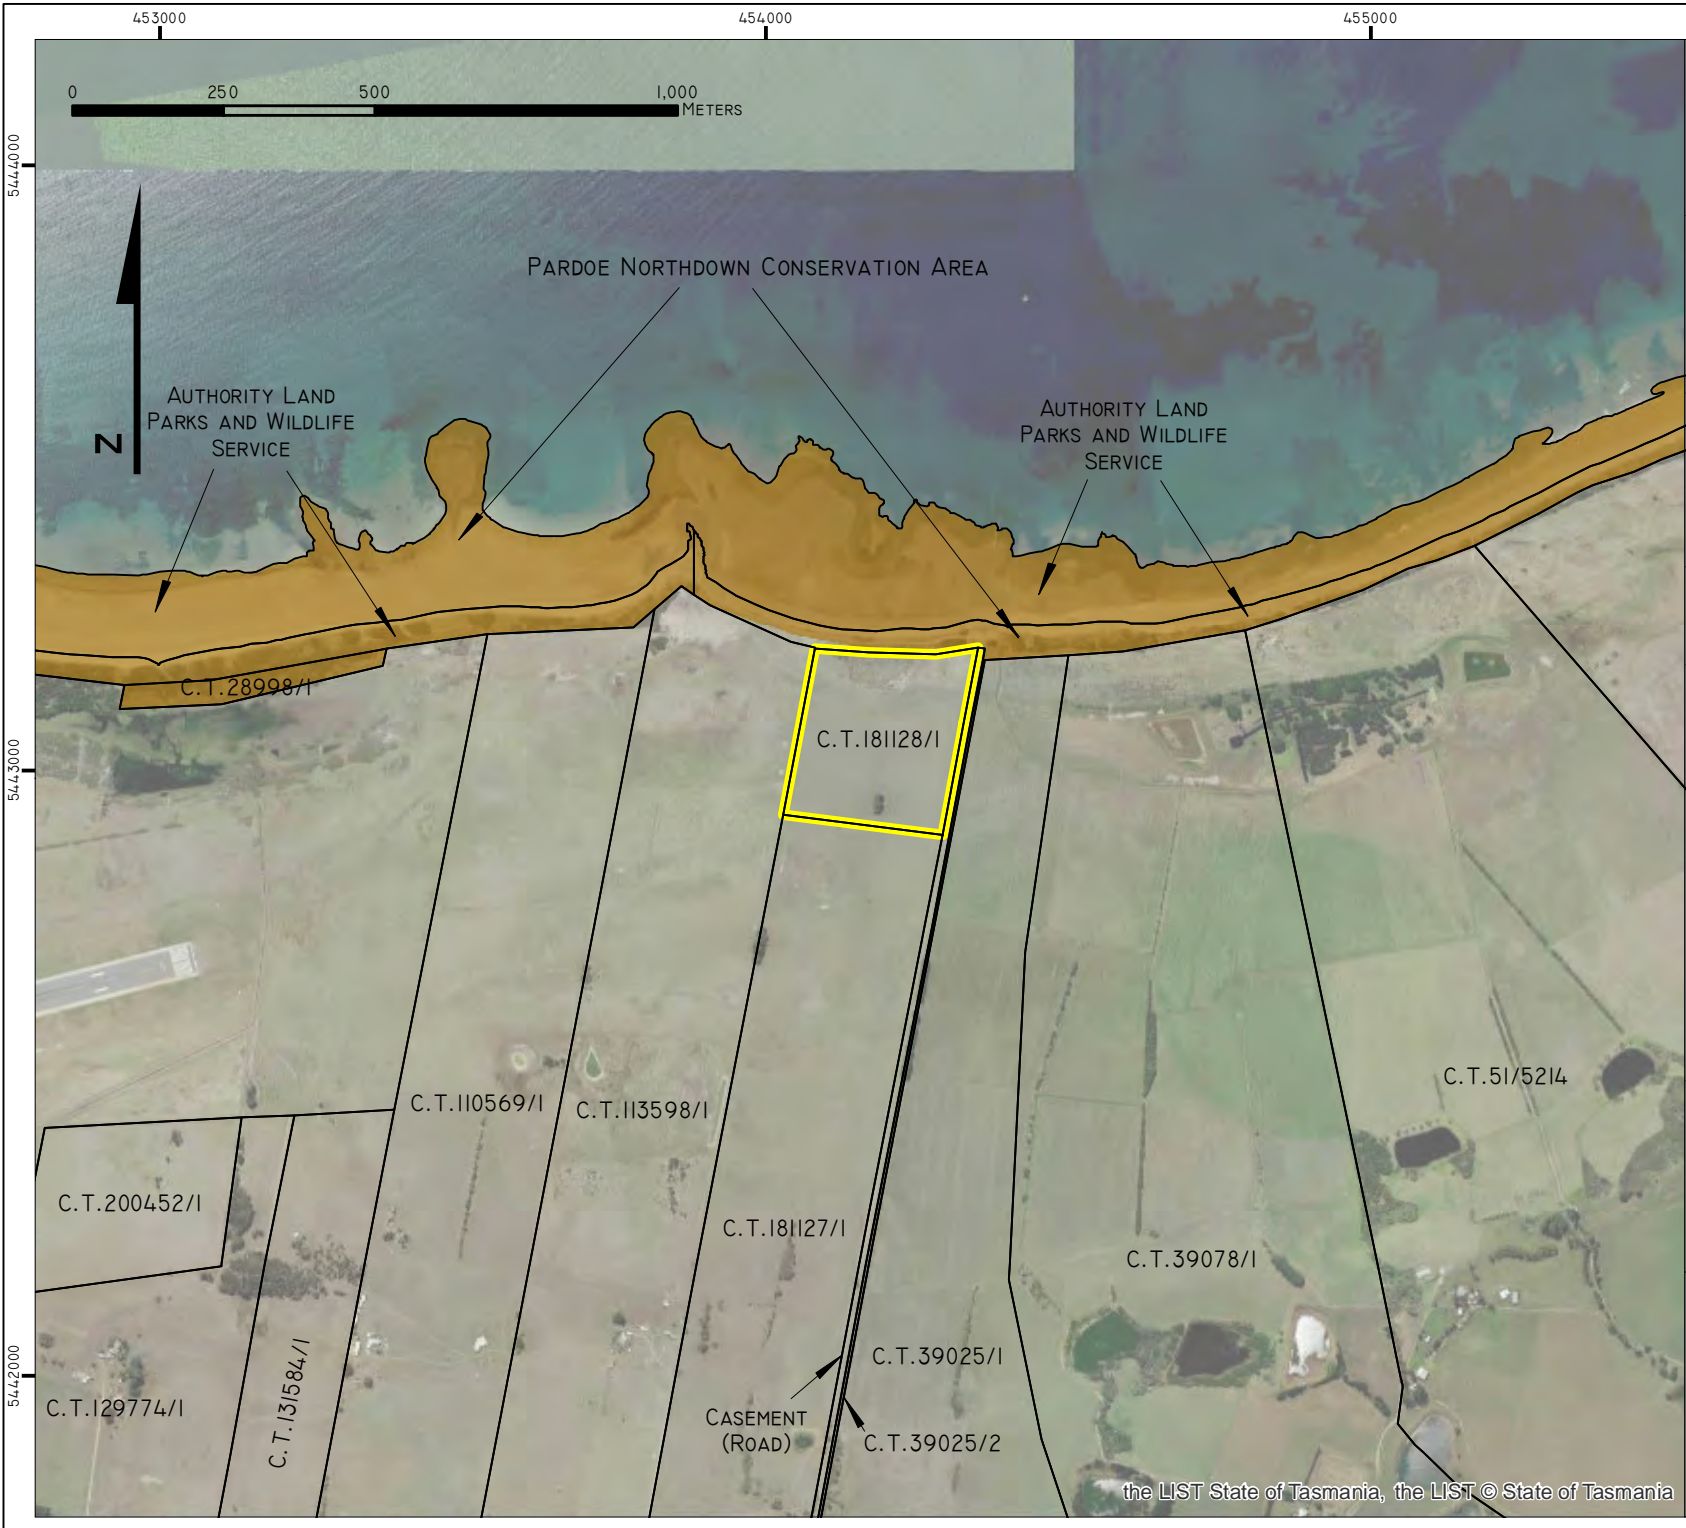 453000
454000
455000
0 250 500 1,000
METERS
5444000
PARDOE NORTHDOWN CONSERVATION AREA
AUTHORITY LAND
PARKS AND WILDLIFE
SERVICE
AUTHORITY LAND
PARKS AND WILDLIFE
SERVICE
N
C.T.28998/1
C.T.181128/1
5443000
C.T.110569/1
C.T.113598/1
C.T.51/5214
C.T.200452/1
C.T.181127/1
C.T.39078/1
5442000
C.T.129774/1
C.T.131584/1
C.T.39025/1
CASEMENT
(ROAD)
C.T.39025/2
the LIST State of Tasmania, the LIST © State of Tasmania